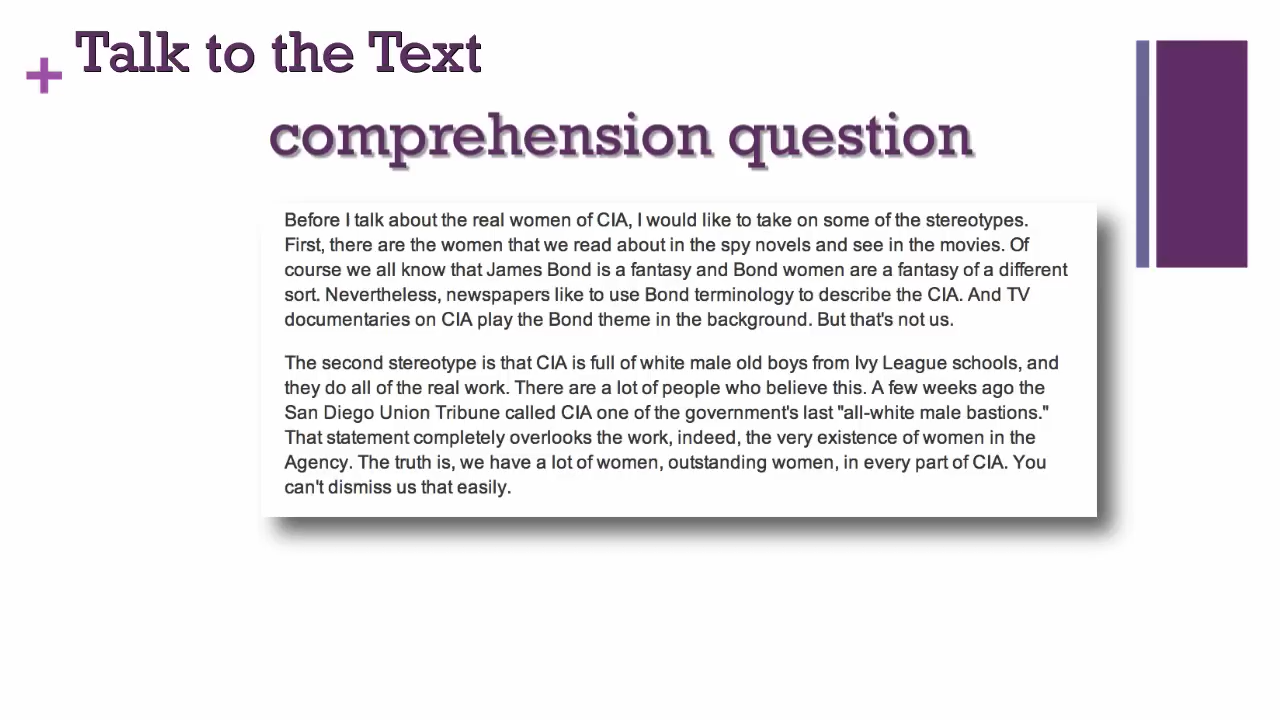 + Talk to the Text
comprehension question
Before I talk about the real women of CIA, I would like to take on some of the stereotypes.
First, there are the women that we read about in the spy novels and see in the movies. Of
course we all know that James Bond is a fantasy and Bond women are a fantasy of a different
sort. Nevertheless, newspapers like to use Bond terminology to describe the CIA. And TV
documentaries on CIA play the Bond theme in the background. But that's not us.
The second stereotype is that CIA is full of white male old boys from Ivy League schools, and
they do all of the real work. There are a lot of people who believe this. A few weeks ago the
San Diego Union Tribune called CIA one of the government's last "all-white male bastions."
That statement completely overlooks the work, indeed, the very existence of women in the
Agency. The truth is, we have a lot of women, outstanding women, in every part of CIA. You
can't dismiss us that easily.